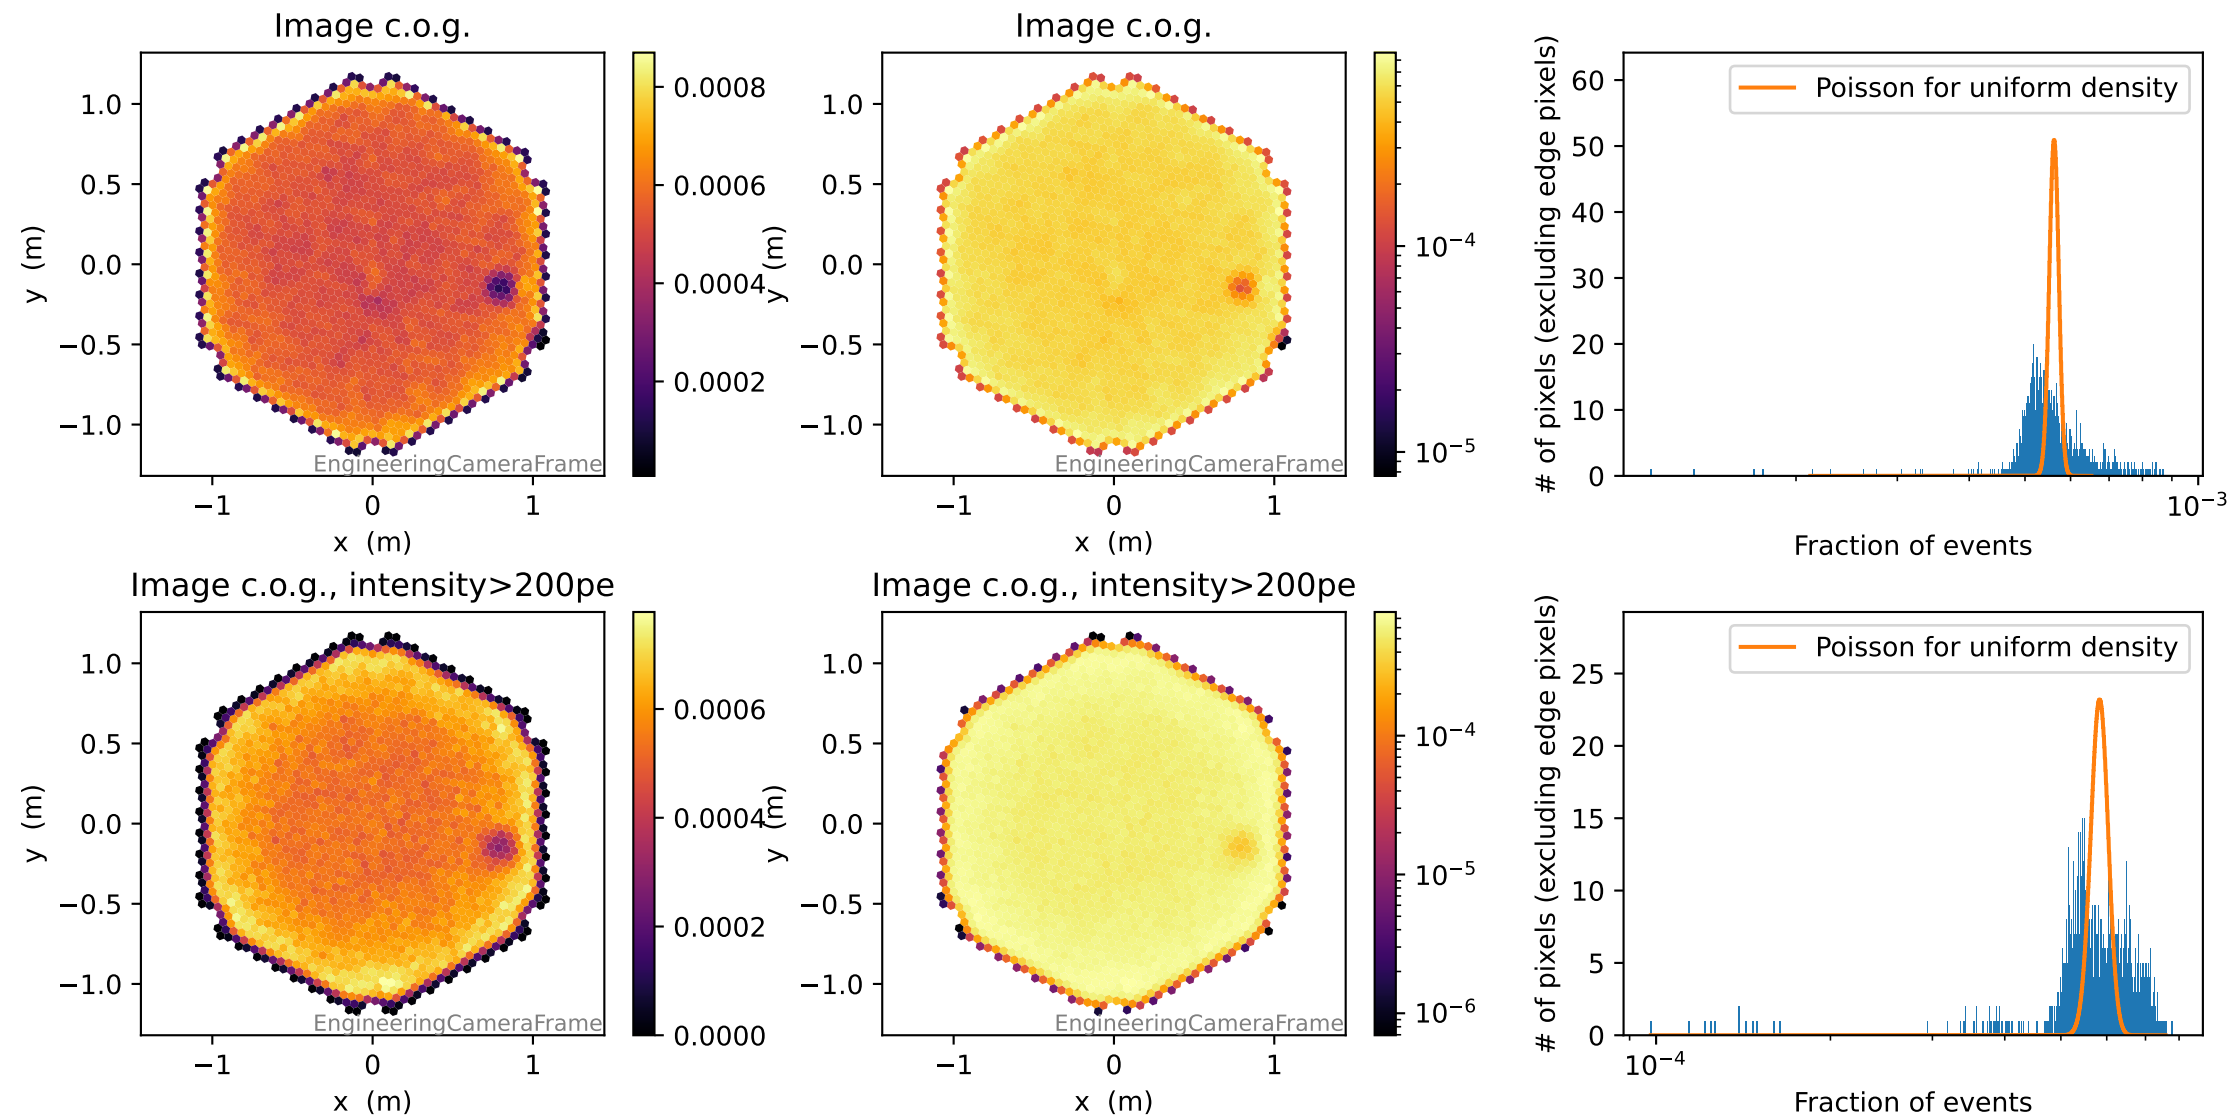 Image c.o.g.
1.0
0.5
0.0
−0.5
−1.0
y (m)
−1 0 1
x (m)
EngineeringCameraFrame
0.0008
0.0006
0.0004
0.0002
Image c.o.g.
1.0
0.5
0.0
−0.5
−1.0
y (m)
−1 0 1
x (m)
EngineeringCameraFrame
10⁻⁴
10⁻⁵
# of pixels (excluding edge pixels)
60
50
40
30
20
10
0
Poisson for uniform density
10⁻³
Fraction of events
Image c.o.g., intensity>200pe
1.0
0.5
0.0
−0.5
−1.0
y (m)
−1 0 1
x (m)
EngineeringCameraFrame
0.0006
0.0004
0.0002
0.0000
Image c.o.g., intensity>200pe
1.0
0.5
0.0
−0.5
−1.0
y (m)
−1 0 1
x (m)
EngineeringCameraFrame
10⁻⁴
10⁻⁵
10⁻⁶
# of pixels (excluding edge pixels)
25
20
15
10
5
0
Poisson for uniform density
10⁻⁴
Fraction of events